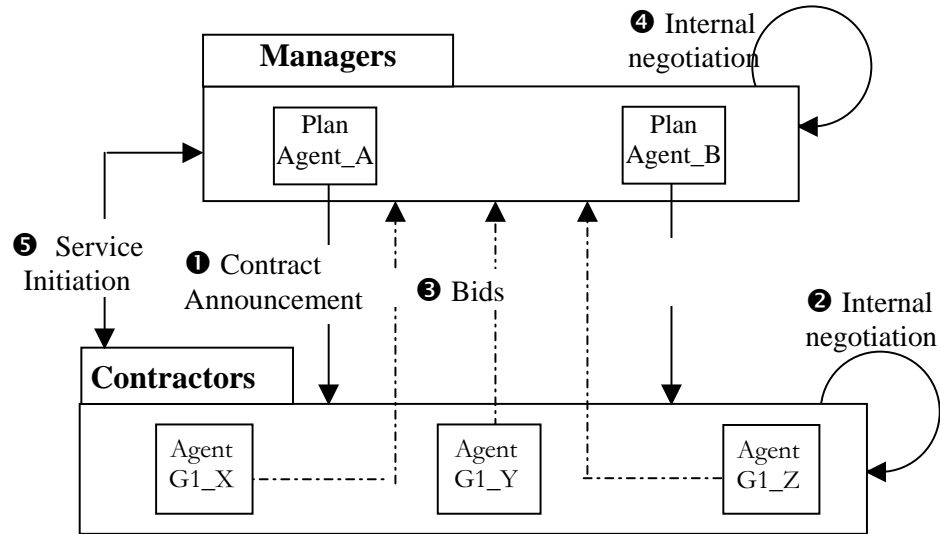 ❹ Internal
negotiation
Managers
Plan
Agent_A
Plan
Agent_B
❺ Service
Initiation
❶ Contract
Announcement
❸ Bids
❷ Internal
negotiation
Contractors
Agent
G1_X
Agent
G1_Y
Agent
G1_Z